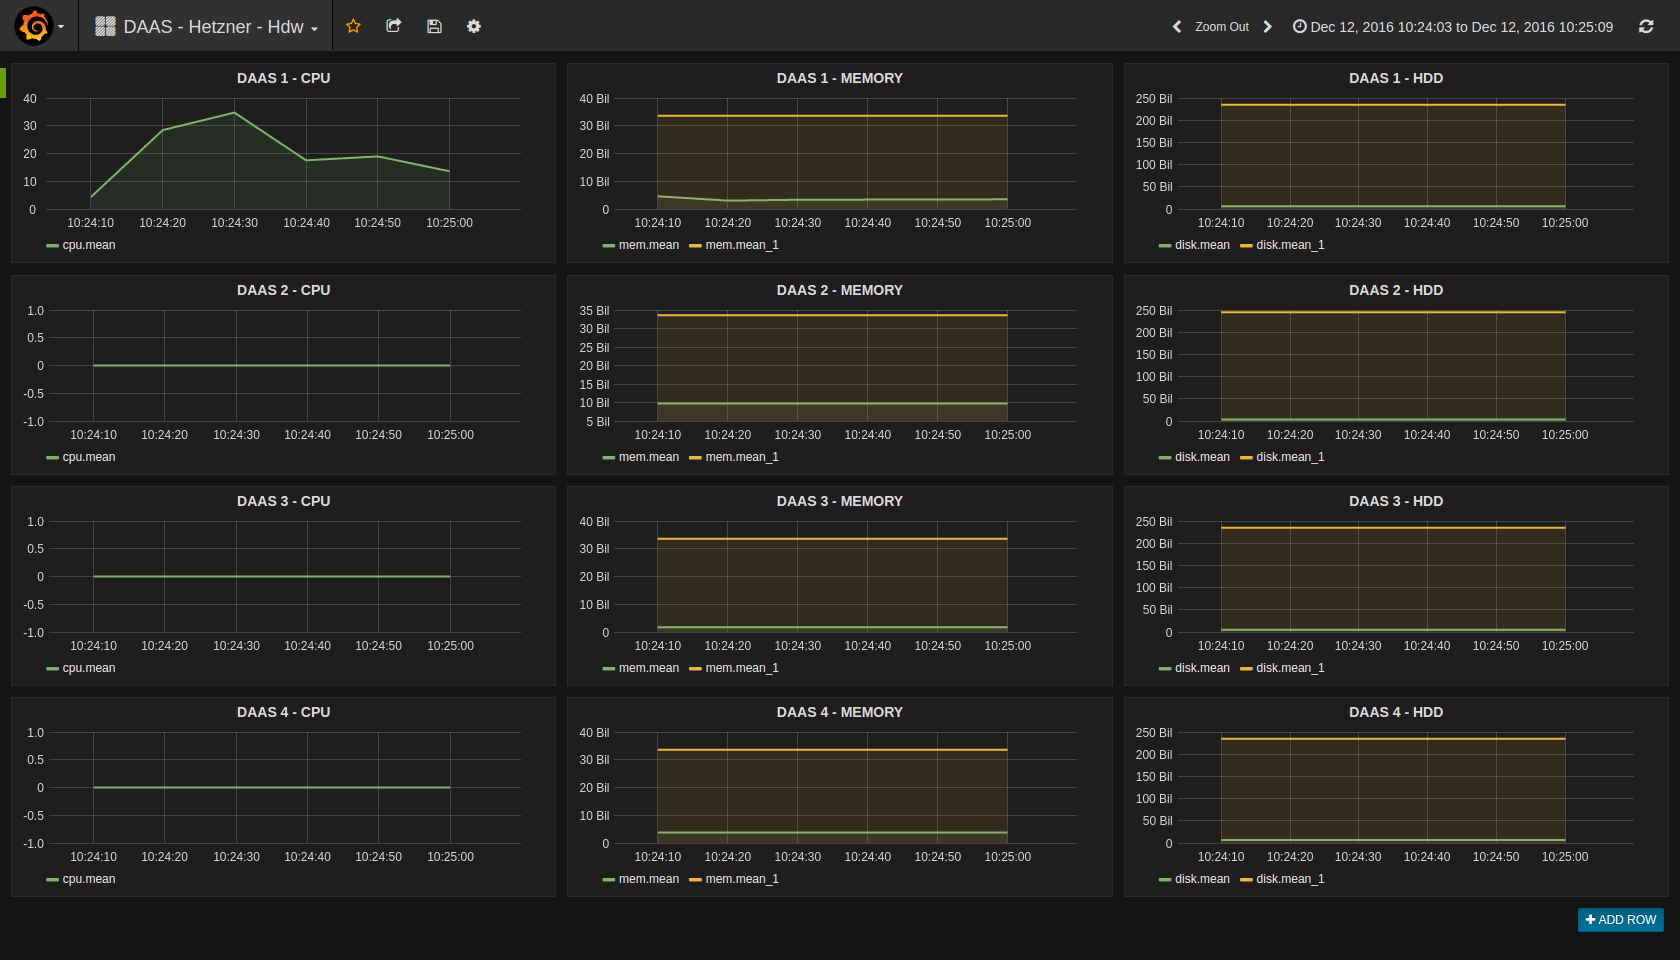 DAAS - Hetzner - Hdw
Zoom Out
Dec 12, 2016 10:24:03 to Dec 12, 2016 10:25:09
DAAS 1 - CPU
40
30
20
10
0
10:24:10 10:24:20 10:24:30 10:24:40 10:24:50 10:25:00
cpu.mean
DAAS 1 - MEMORY
40 Bil
30 Bil
20 Bil
10 Bil
0
10:24:10 10:24:20 10:24:30 10:24:40 10:24:50 10:25:00
mem.mean mem.mean_1
DAAS 1 - HDD
250 Bil
200 Bil
150 Bil
100 Bil
50 Bil
0
10:24:10 10:24:20 10:24:30 10:24:40 10:24:50 10:25:00
disk.mean disk.mean_1
DAAS 2 - CPU
1.0
0.5
0
-0.5
-1.0
10:24:10 10:24:20 10:24:30 10:24:40 10:24:50 10:25:00
cpu.mean
DAAS 2 - MEMORY
35 Bil
30 Bil
25 Bil
20 Bil
15 Bil
10 Bil
5 Bil
10:24:10 10:24:20 10:24:30 10:24:40 10:24:50 10:25:00
mem.mean mem.mean_1
DAAS 2 - HDD
250 Bil
200 Bil
150 Bil
100 Bil
50 Bil
0
10:24:10 10:24:20 10:24:30 10:24:40 10:24:50 10:25:00
disk.mean disk.mean_1
DAAS 3 - CPU
1.0
0.5
0
-0.5
-1.0
10:24:10 10:24:20 10:24:30 10:24:40 10:24:50 10:25:00
cpu.mean
DAAS 3 - MEMORY
40 Bil
30 Bil
20 Bil
10 Bil
0
10:24:10 10:24:20 10:24:30 10:24:40 10:24:50 10:25:00
mem.mean mem.mean_1
DAAS 3 - HDD
250 Bil
200 Bil
150 Bil
100 Bil
50 Bil
0
10:24:10 10:24:20 10:24:30 10:24:40 10:24:50 10:25:00
disk.mean disk.mean_1
DAAS 4 - CPU
1.0
0.5
0
-0.5
-1.0
10:24:10 10:24:20 10:24:30 10:24:40 10:24:50 10:25:00
cpu.mean
DAAS 4 - MEMORY
40 Bil
30 Bil
20 Bil
10 Bil
0
10:24:10 10:24:20 10:24:30 10:24:40 10:24:50 10:25:00
mem.mean mem.mean_1
DAAS 4 - HDD
250 Bil
200 Bil
150 Bil
100 Bil
50 Bil
0
10:24:10 10:24:20 10:24:30 10:24:40 10:24:50 10:25:00
disk.mean disk.mean_1
ADD ROW